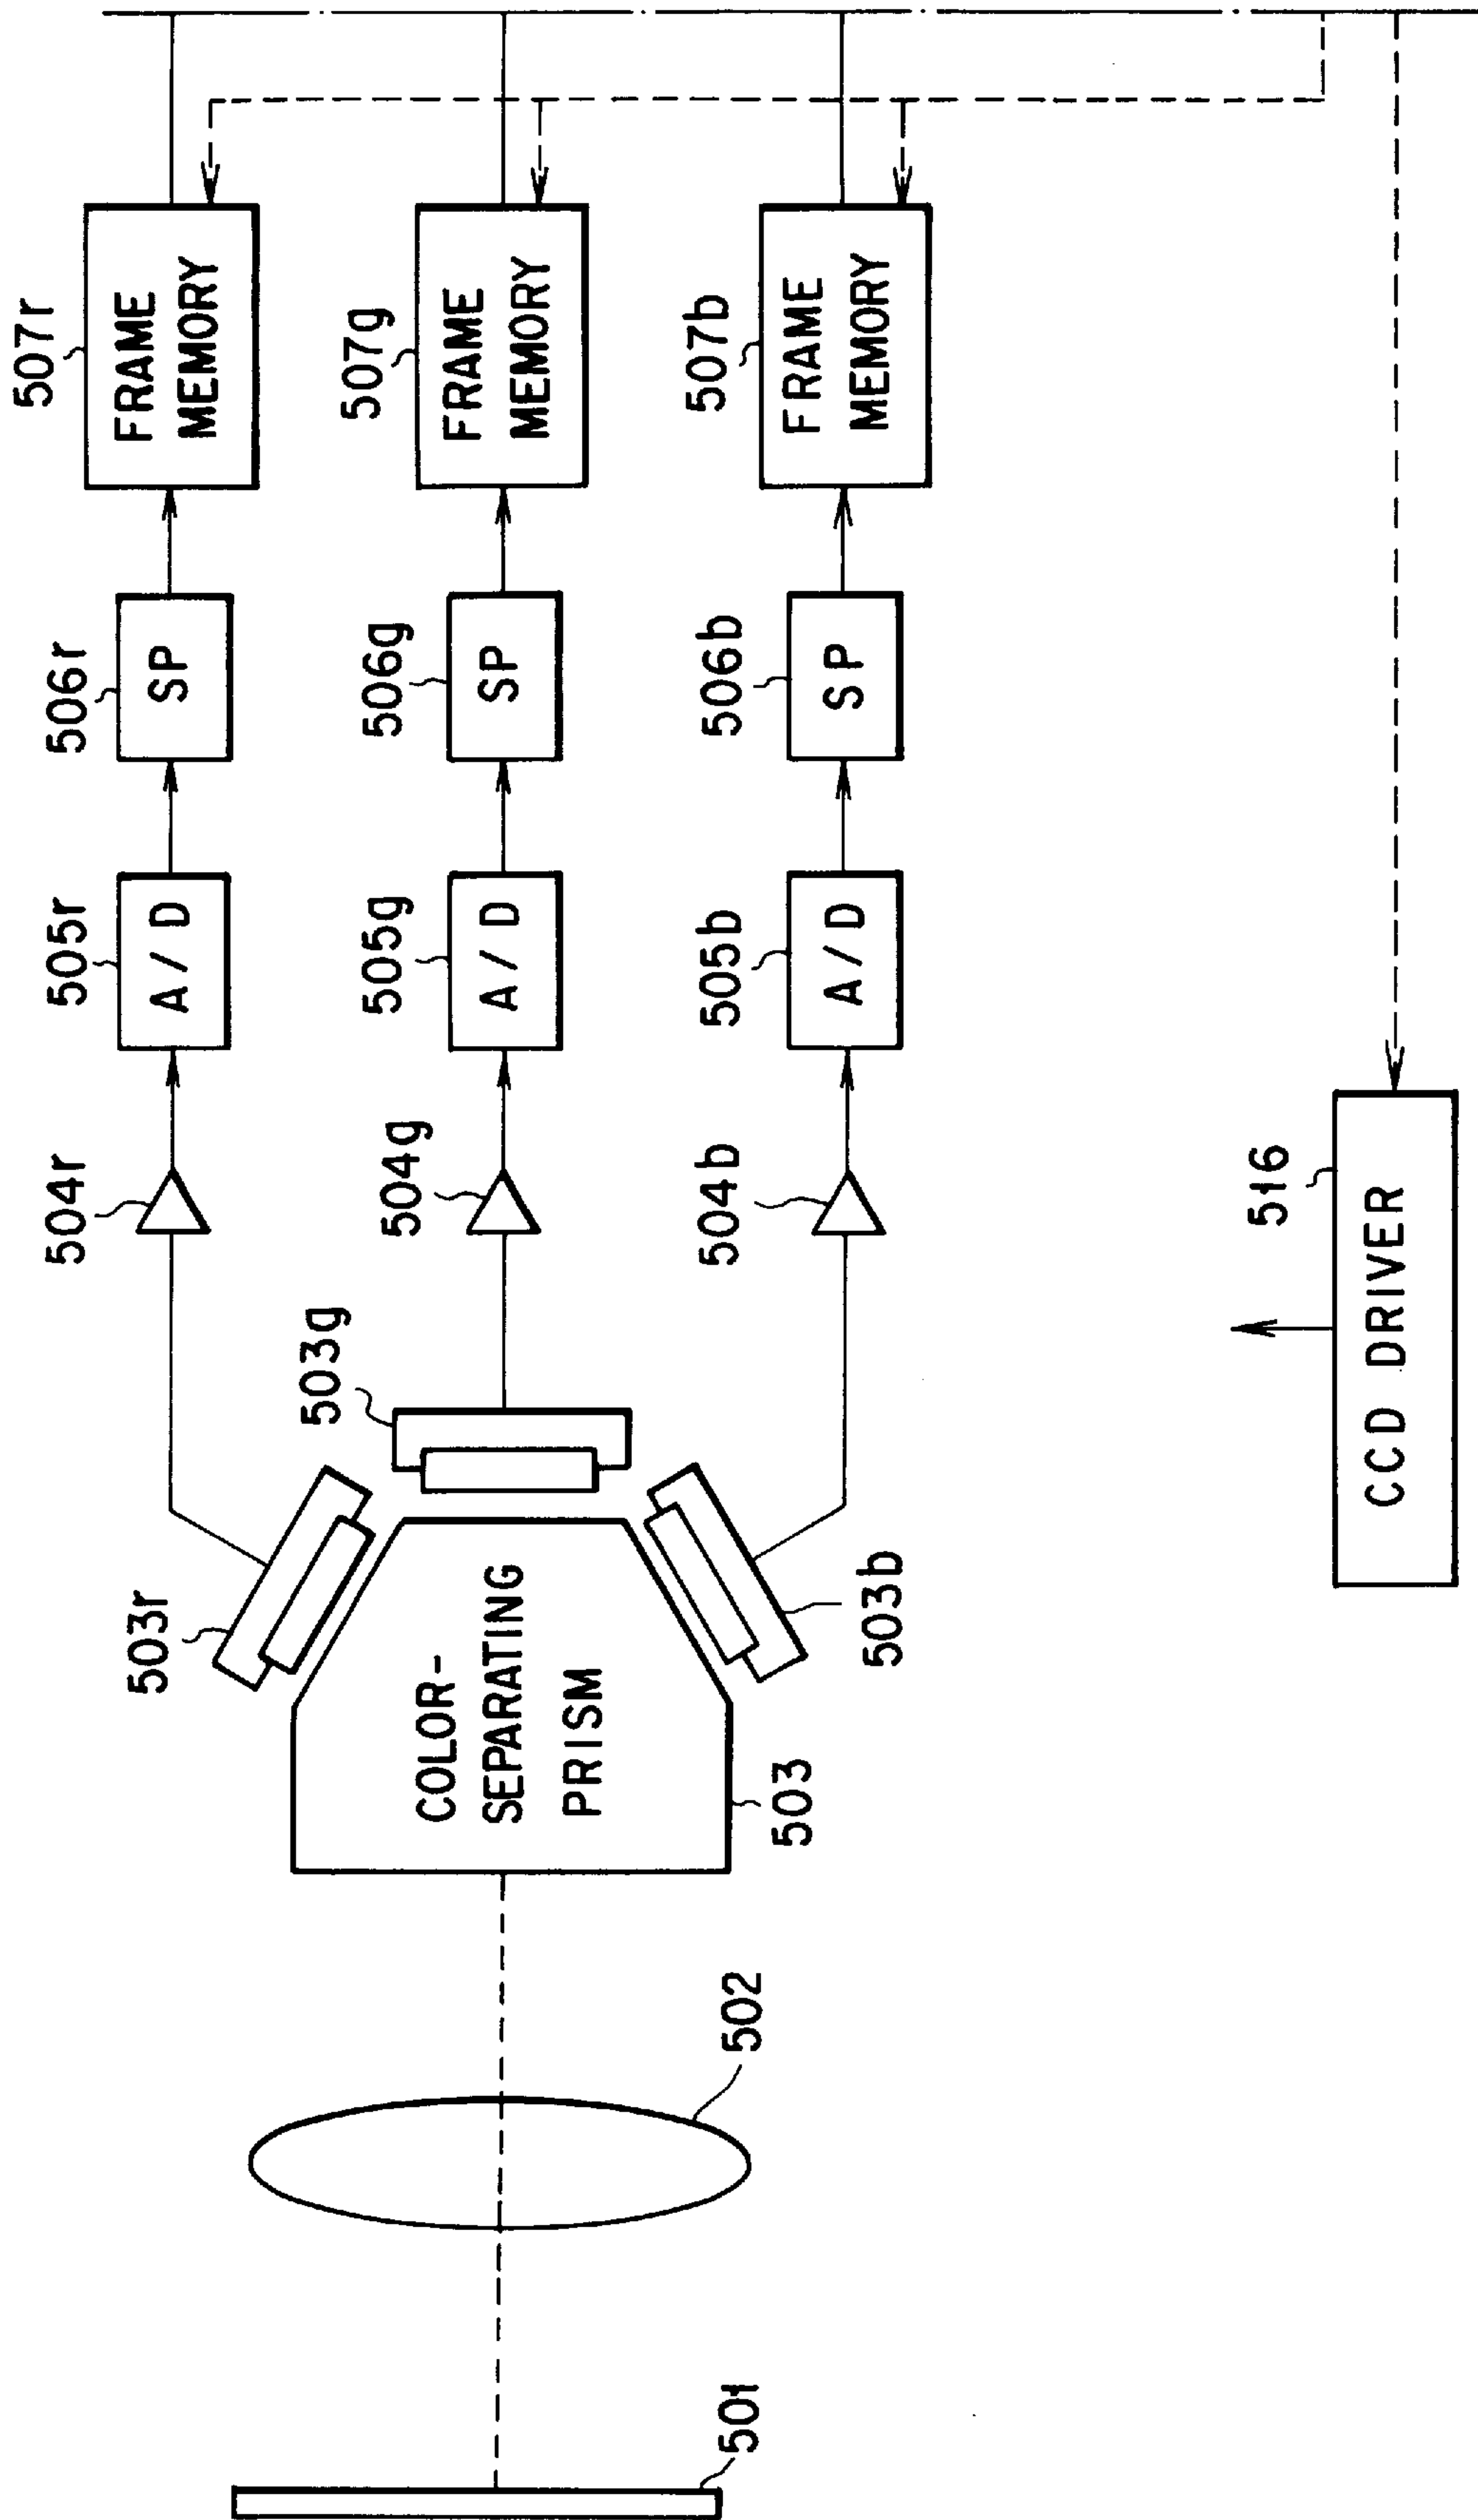 507r
FRAME
MEMORY
507g
FRAME
MEMORY
507b
FRAME
MEMORY
506r
SP
506g
SP
506b
SP
505r
A/D
505g
A/D
505b
A/D
504r
504g
504b
516
CCD DRIVER
503r
503g
503b
COLOR-
SEPARATING
PRISM
503
502
501